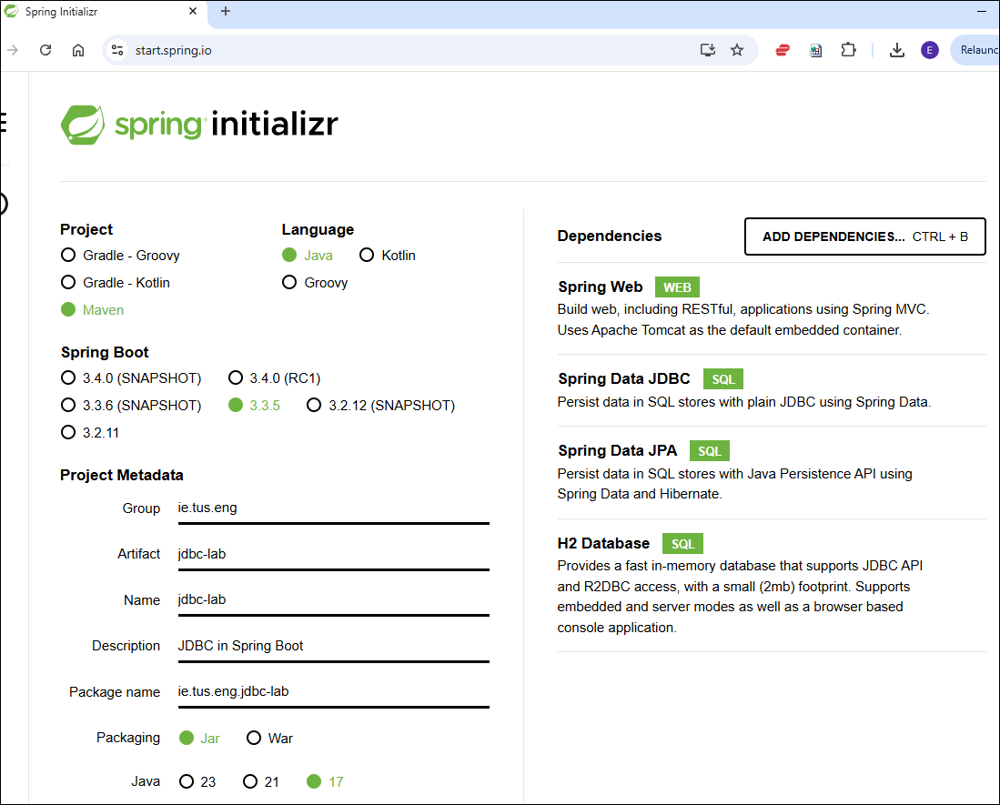 Spring Initializr
start.spring.io
E
Relaunc
spring initializr
Project
Gradle - Groovy
Gradle - Kotlin
Maven
Language
Java Kotlin
Groovy
Spring Boot
3.4.0 (SNAPSHOT) 3.4.0 (RC1)
3.3.6 (SNAPSHOT) 3.3.5 3.2.12 (SNAPSHOT)
3.2.11
Project Metadata
Group ie.tus.eng
Artifact jdbc-lab
Name jdbc-lab
Description JDBC in Spring Boot
Package name ie.tus.eng.jdbc-lab
Packaging Jar War
Java 23 21 17
Dependencies
ADD DEPENDENCIES... CTRL + B
Spring Web WEB
Build web, including RESTful, applications using Spring MVC.
Uses Apache Tomcat as the default embedded container.
Spring Data JDBC SQL
Persist data in SQL stores with plain JDBC using Spring Data.
Spring Data JPA SQL
Persist data in SQL stores with Java Persistence API using
Spring Data and Hibernate.
H2 Database SQL
Provides a fast in-memory database that supports JDBC API
and R2DBC access, with a small (2mb) footprint. Supports
embedded and server modes as well as a browser based
console application.